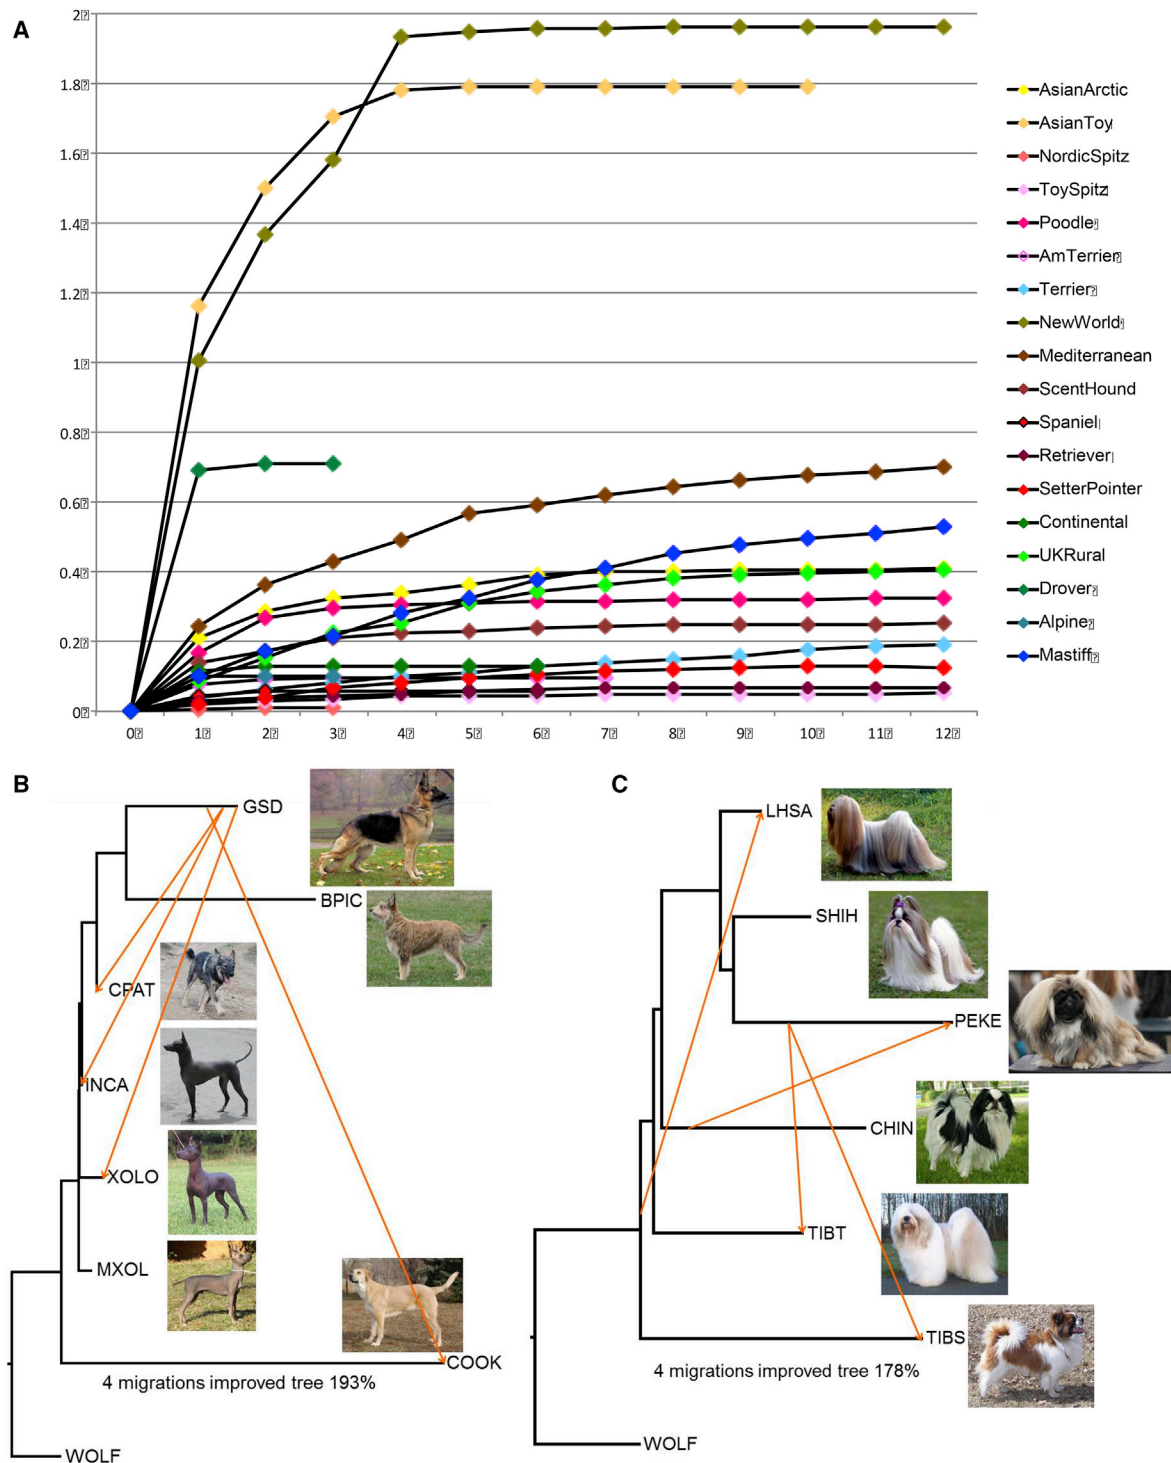 A
2
1.8
1.6
1.4
1.2
1
0.8
0.6
0.4
0.2
0
0 1 2 3 4 5 6 7 8 9 10 11 12
AsianArctic
AsianToy
NordicSpitz
ToySpitz
Poodle
AmTerrier
Terrier
NewWorld
Mediterranean
ScentHound
Spaniel
Retriever
SetterPointer
Continental
UKRural
Drover
Alpine
Mastiff
B
GSD
BPIC
CPAT
INCA
XOLO
MXOL
COOK
4 migrations improved tree 193%
WOLF
C
LHSA
SHIH
PEKE
CHIN
TIBT
TIBS
4 migrations improved tree 178%
WOLF